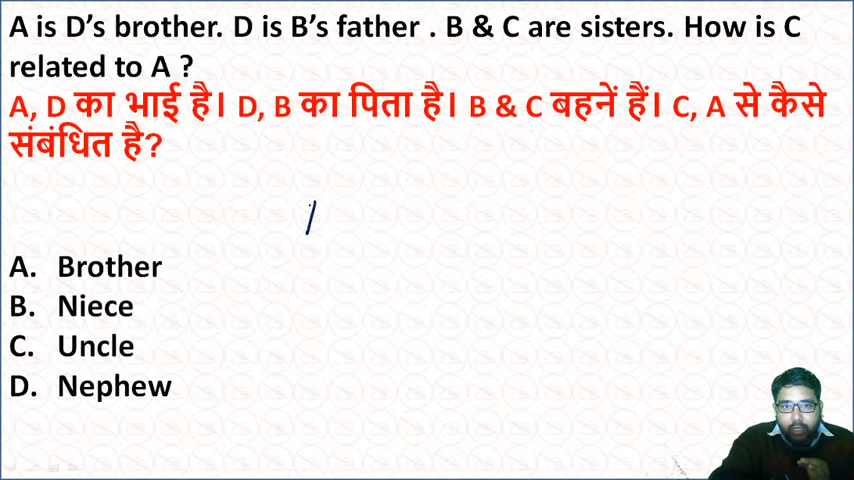 A is D’s brother. D is B’s father . B & C are sisters. How is C
related to A ?
A, D का भाई है। D, B का पिता है। B & C बहनें हैं। C, A से कैसे
संबंधित है?
A. Brother
B. Niece
C. Uncle
D. Nephew